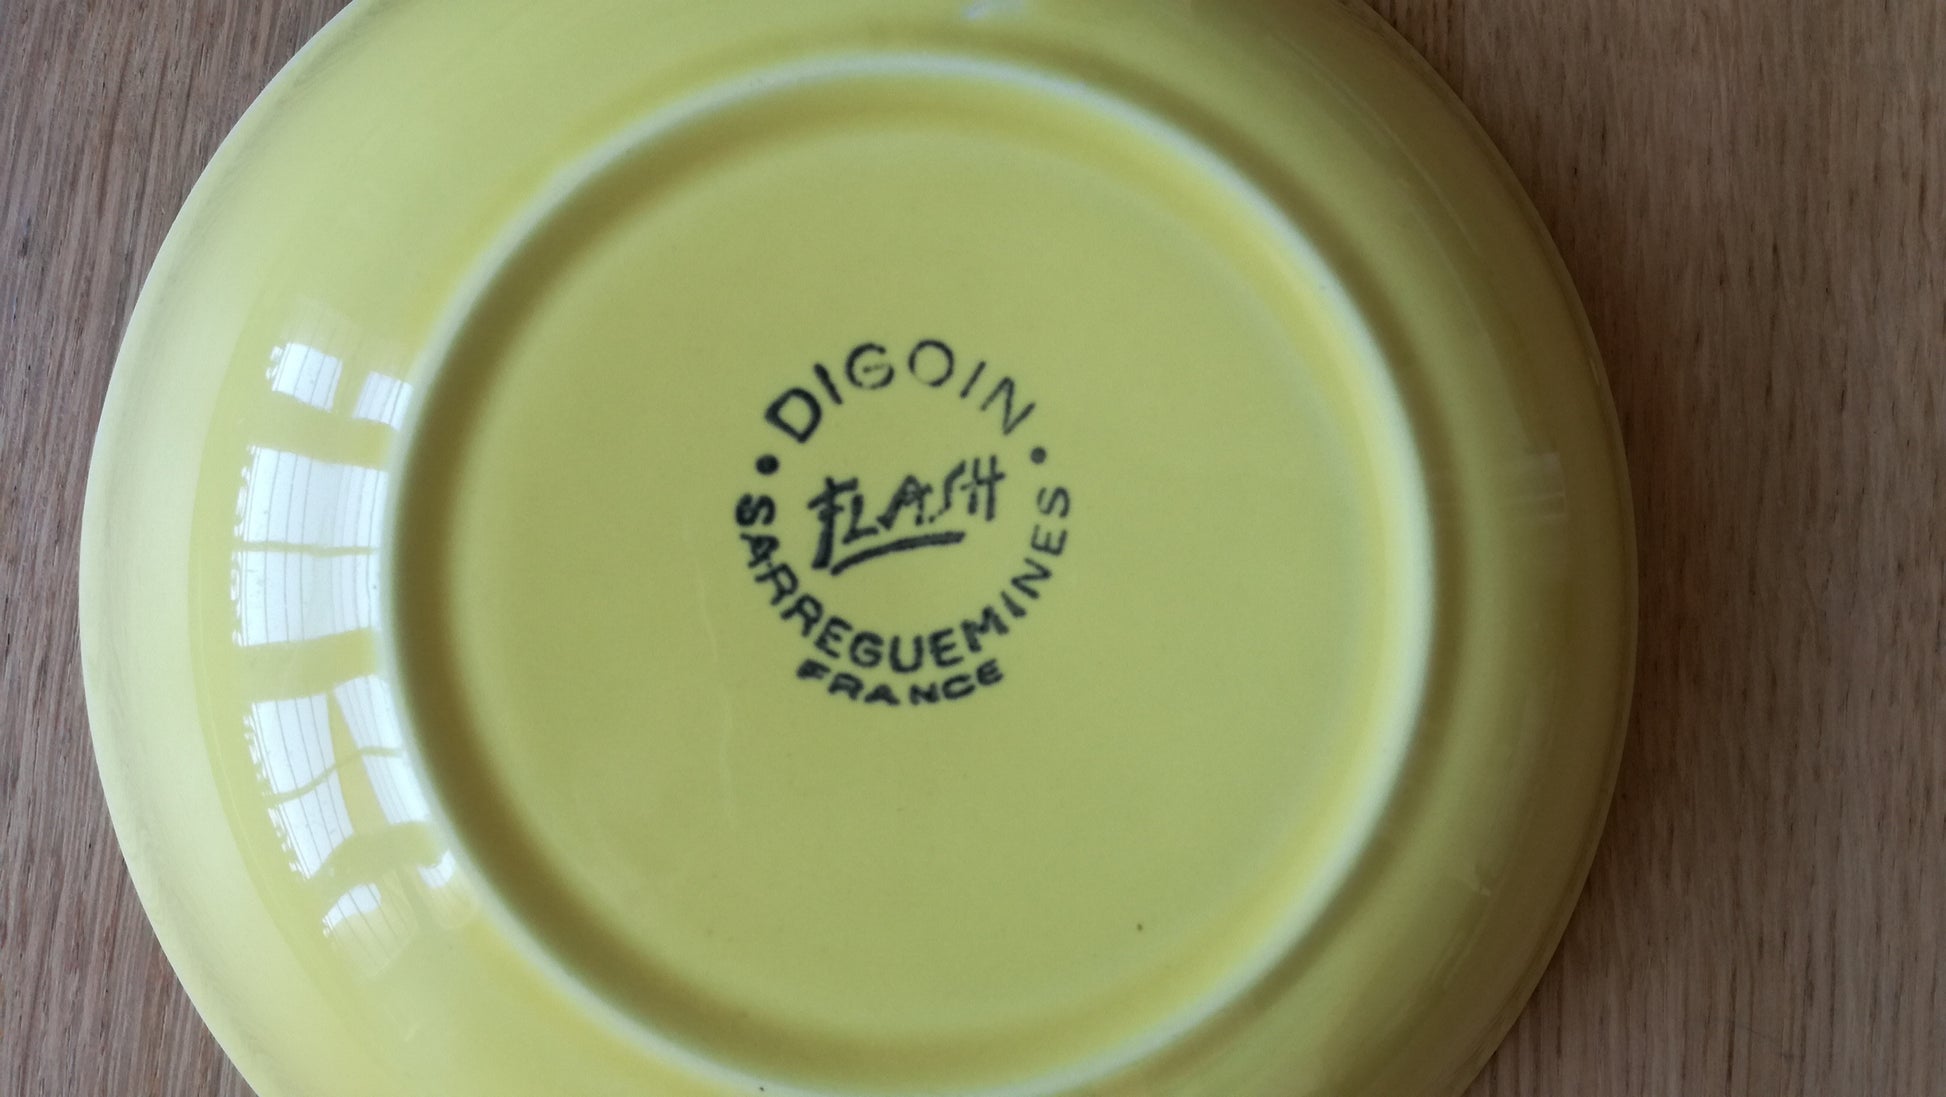 • DIGOIN •
FLASH
SARREGUEMINES
FRANCE